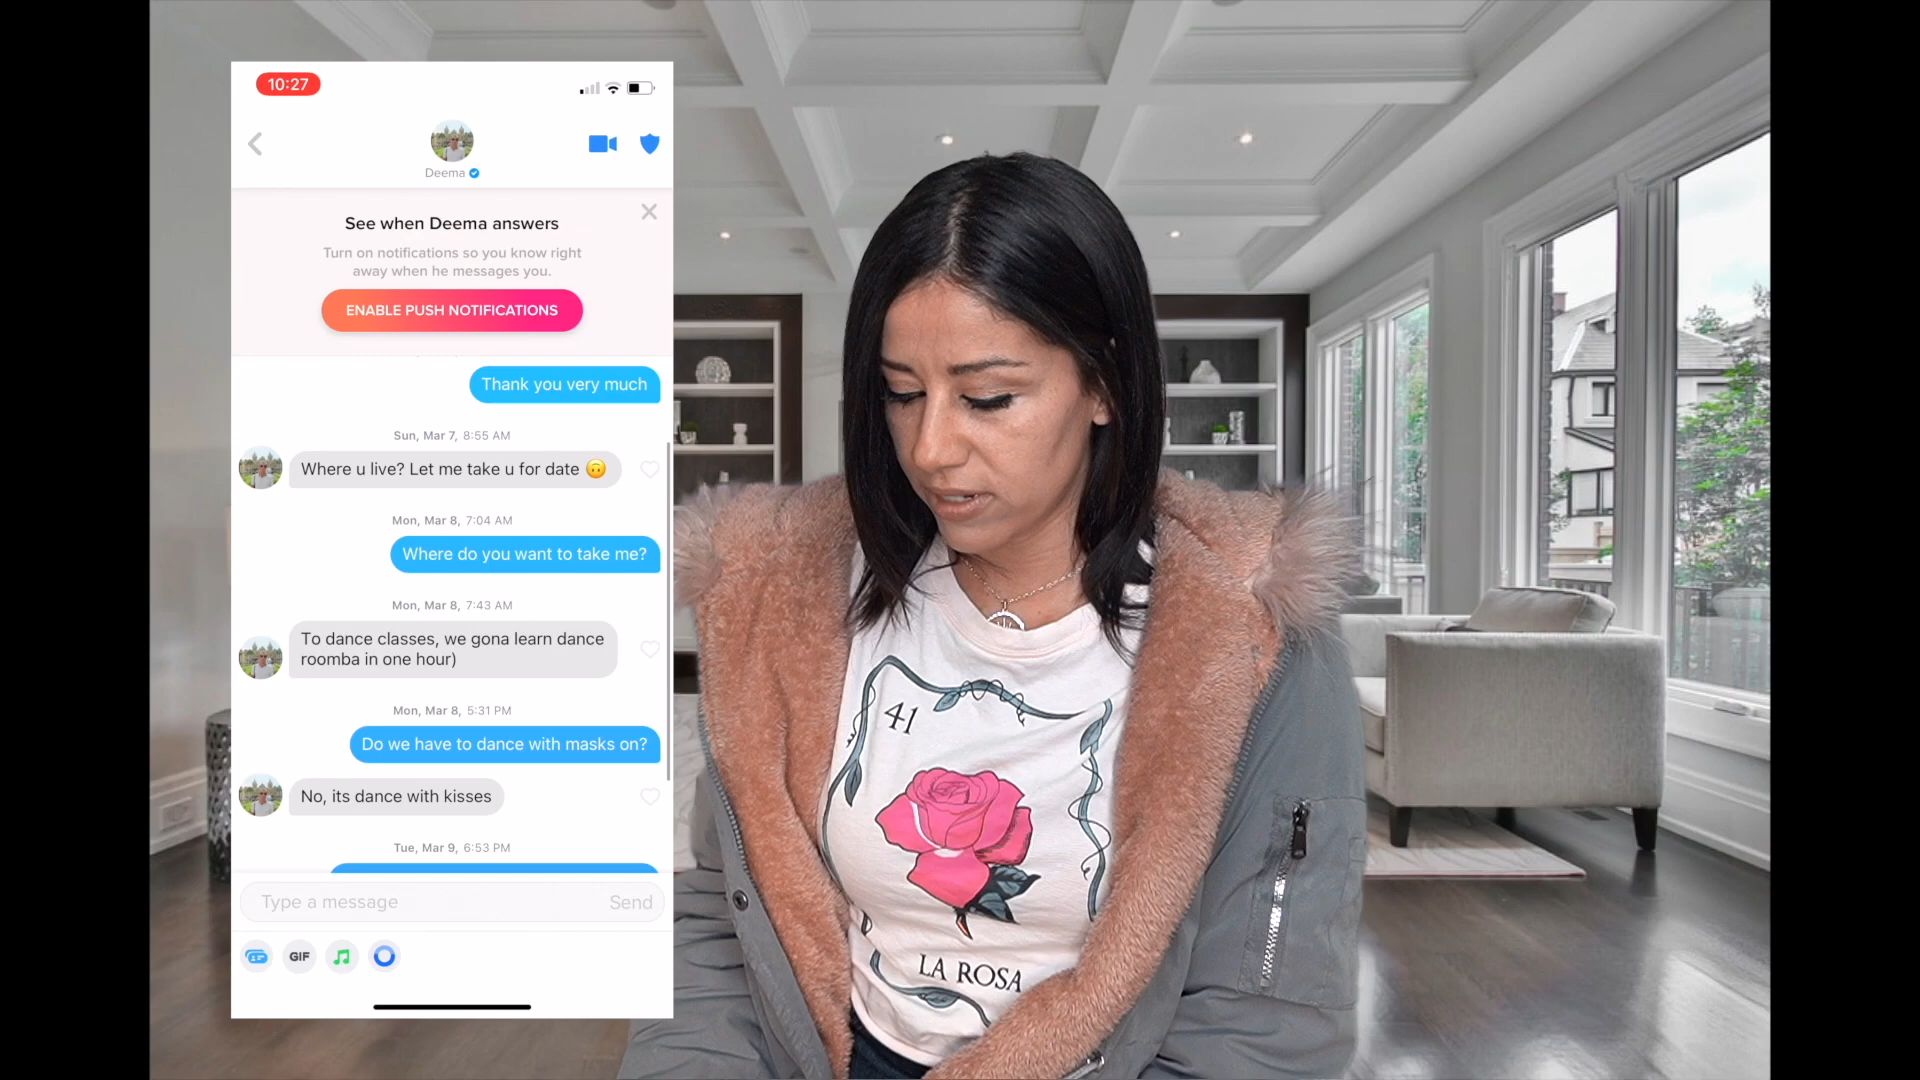 10:27
Deema
See when Deema answers
Turn on notifications so you know right
away when he messages you.
ENABLE PUSH NOTIFICATIONS
Thank you very much
Sun, Mar 7, 8:55 AM
Where u live? Let me take u for date 🙃
Mon, Mar 8, 7:04 AM
Where do you want to take me?
Mon, Mar 8, 7:43 AM
To dance classes, we gona learn dance
roomba in one hour)
Mon, Mar 8, 5:31 PM
Do we have to dance with masks on?
No, its dance with kisses
Tue, Mar 9, 6:53 PM
Type a message
Send
GIF
41
LA ROSA